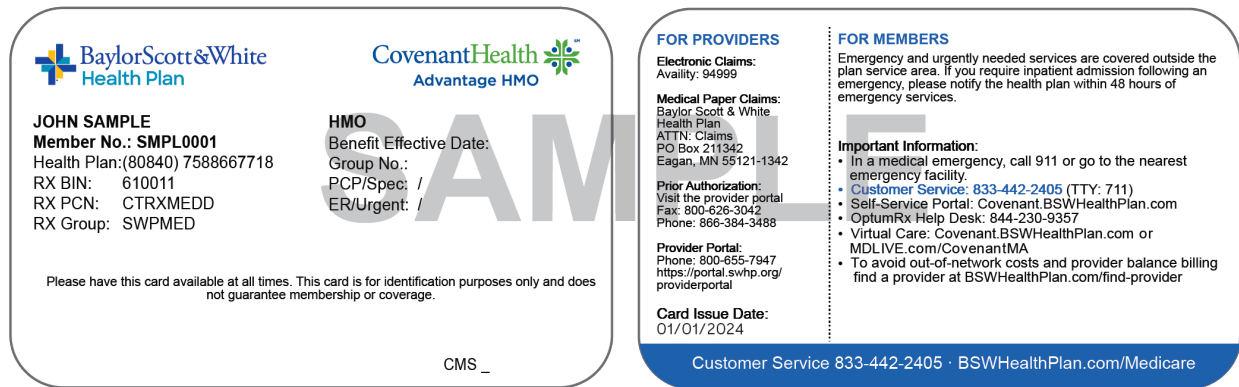 BaylorScott&White
Health Plan
CovenantHealth SM
Advantage HMO
JOHN SAMPLE
Member No.: SMPL0001
Health Plan:(80840) 7588667718
RX BIN: 610011
RX PCN: CTRXMEDD
RX Group: SWPMED
HMO
Benefit Effective Date:
Group No.:
PCP/Spec: /
ER/Urgent: /
Please have this card available at all times. This card is for identification purposes only and does
not guarantee membership or coverage.
CMS _
SAMPLE
FOR PROVIDERS
Electronic Claims:
Availity: 94999
Medical Paper Claims:
Baylor Scott & White
Health Plan
ATTN: Claims
PO Box 211342
Eagan, MN 55121-1342
Prior Authorization:
Visit the provider portal
Fax: 800-626-3042
Phone: 866-384-3488
Provider Portal:
Phone: 800-655-7947
https://portal.swhp.org/
providerportal
Card Issue Date:
01/01/2024
FOR MEMBERS
Emergency and urgently needed services are covered outside the
plan service area. If you require inpatient admission following an
emergency, please notify the health plan within 48 hours of
emergency services.
Important Information:
• In a medical emergency, call 911 or go to the nearest
emergency facility.
• Customer Service: 833-442-2405 (TTY: 711)
• Self-Service Portal: Covenant.BSWHealthPlan.com
• OptumRx Help Desk: 844-230-9357
• Virtual Care: Covenant.BSWHealthPlan.com or
MDLIVE.com/CovenantMA
• To avoid out-of-network costs and provider balance billing
find a provider at BSWHealthPlan.com/find-provider
Customer Service 833-442-2405 · BSWHealthPlan.com/Medicare